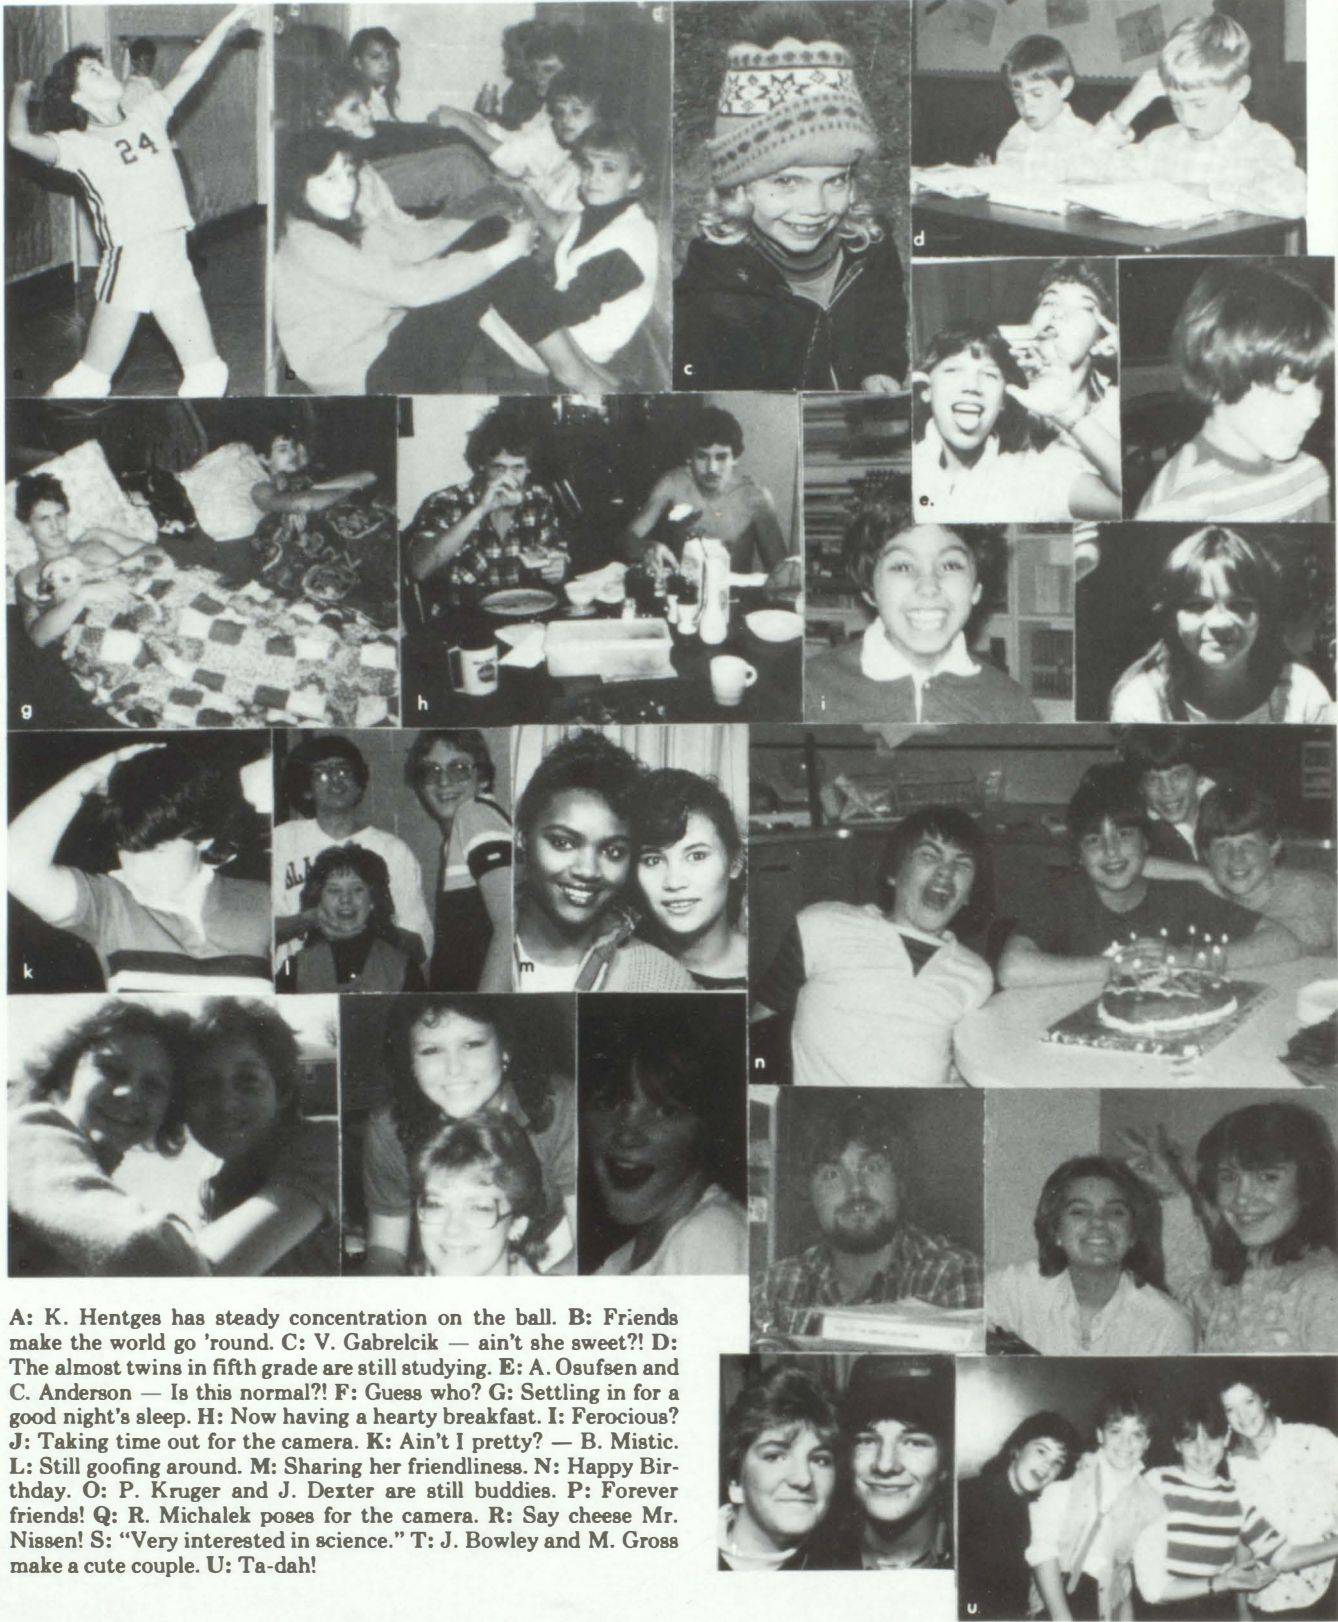 24
a
b
c
d
e.
g
h
i
k
l
m
n
u
A: K. Hentges has steady concentration on the ball. B: Friends
make the world go 'round. C: V. Gabrelcik — ain't she sweet?! D:
The almost twins in fifth grade are still studying. E: A. Osufsen and
C. Anderson — Is this normal?! F: Guess who? G: Settling in for a
good night's sleep. H: Now having a hearty breakfast. I: Ferocious?
J: Taking time out for the camera. K: Ain't I pretty? — B. Mistic.
L: Still goofing around. M: Sharing her friendliness. N: Happy Bir-
thday. O: P. Kruger and J. Dexter are still buddies. P: Forever
friends! Q: R. Michalek poses for the camera. R: Say cheese Mr.
Nissen! S: “Very interested in science.” T: J. Bowley and M. Gross
make a cute couple. U: Ta-dah!